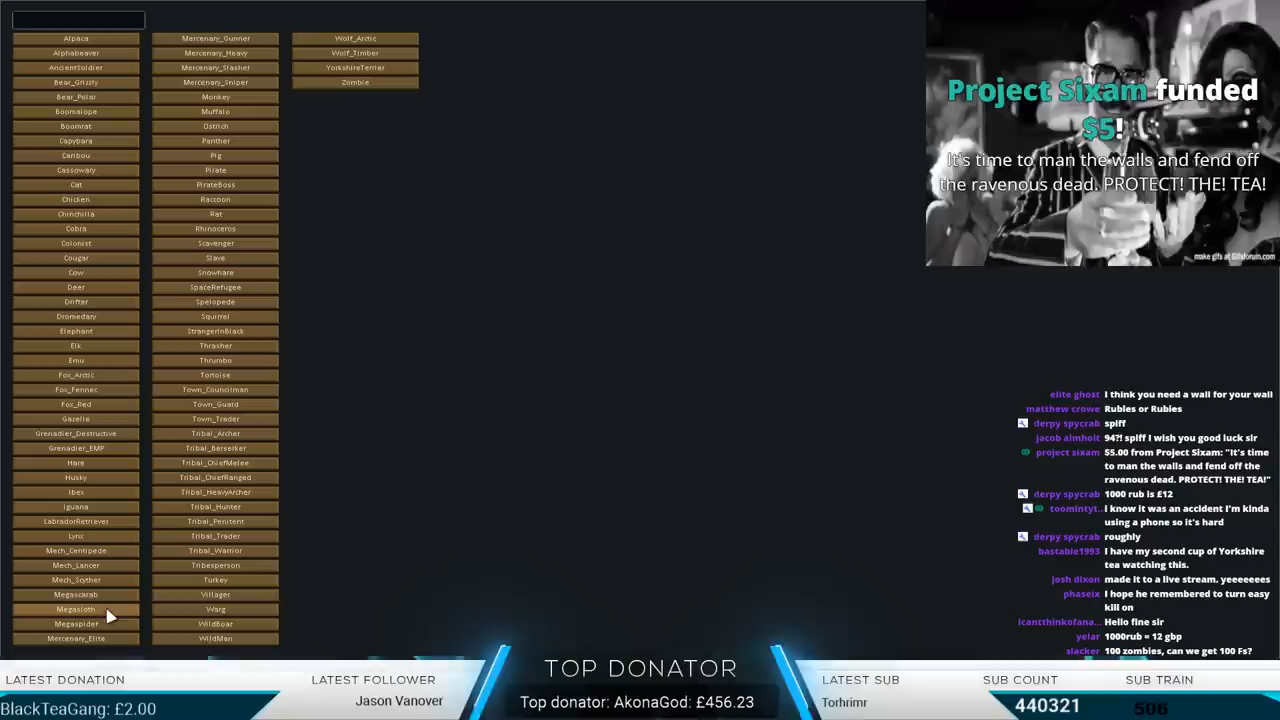 Alpaca
Alphabeaver
AncientSoldier
Bear_Grizzly
Bear_Polar
Boomalope
Boomrat
Capybara
Caribou
Cassowary
Cat
Chicken
Chinchilla
Cobra
Colonist
Cougar
Cow
Deer
Drifter
Dromedary
Elephant
Elk
Emu
Fox_Arctic
Fox_Fennec
Fox_Red
Gazelle
Grenadier_Destructive
Grenadier_EMP
Hare
Husky
Ibex
Iguana
LabradorRetriever
Lynx
Mech_Centipede
Mech_Lancer
Mech_Scyther
Megascarab
Megasloth
Megaspider
Mercenary_Elite
Mercenary_Gunner
Mercenary_Heavy
Mercenary_Slasher
Mercenary_Sniper
Monkey
Muffalo
Ostrich
Panther
Pig
Pirate
PirateBoss
Raccoon
Rat
Rhinoceros
Scavenger
Slave
Snowhare
SpaceRefugee
Spelopede
Squirrel
StrangerInBlack
Thrasher
Thrumbo
Tortoise
Town_Councilman
Town_Guard
Town_Trader
Tribal_Archer
Tribal_Berserker
Tribal_ChiefMelee
Tribal_ChiefRanged
Tribal_HeavyArcher
Tribal_Hunter
Tribal_Penitent
Tribal_Trader
Tribal_Warrior
Tribesperson
Turkey
Villager
Warg
WildBoar
WildMan
Wolf_Arctic
Wolf_Timber
YorkshireTerrier
Zombie
Project Sixam funded
$5!
It's time to man the walls and fend off
the ravenous dead. PROTECT! THE! TEA!
make gifs at Gifsforum.com
elite ghost I think you need a wall for your wall
matthew crowe Rubles or Rubies
derpy spycrab spiff
jacob almholt 94?! spiff I wish you good luck sir
project sixam $5.00 from Project Sixam: "It's time
to man the walls and fend off the
ravenous dead. PROTECT! THE! TEA!"
derpy spycrab 1000 rub is £12
toomintyt.. i know it was an accident I'm kinda
using a phone so it's hard
derpy spycrab roughly
bastable1993 I have my second cup of Yorkshire
tea watching this.
josh dixon made it to a live stream. yeeeeees
phaseix I hope he remembered to turn easy
kill on
icantthinkofana... Hello fine sir
yelar 1000rub = 12 gbp
slacker 100 zombies, can we get 100 Fs?
LATEST DONATION
BlackTeaGang: £2.00
LATEST FOLLOWER
Jason Vanover
TOP DONATOR
Top donator: AkonaGod: £456.23
LATEST SUB
Torhrimr
SUB COUNT
440321
SUB TRAIN
506